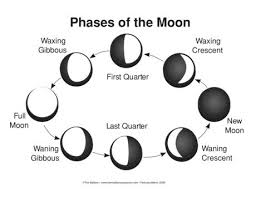 Phases of the Moon
Waxing
Gibbous
Waxing
Crescent
First Quarter
Full
Moon
New
Moon
Last Quarter
Waning
Gibbous
Waning
Crescent